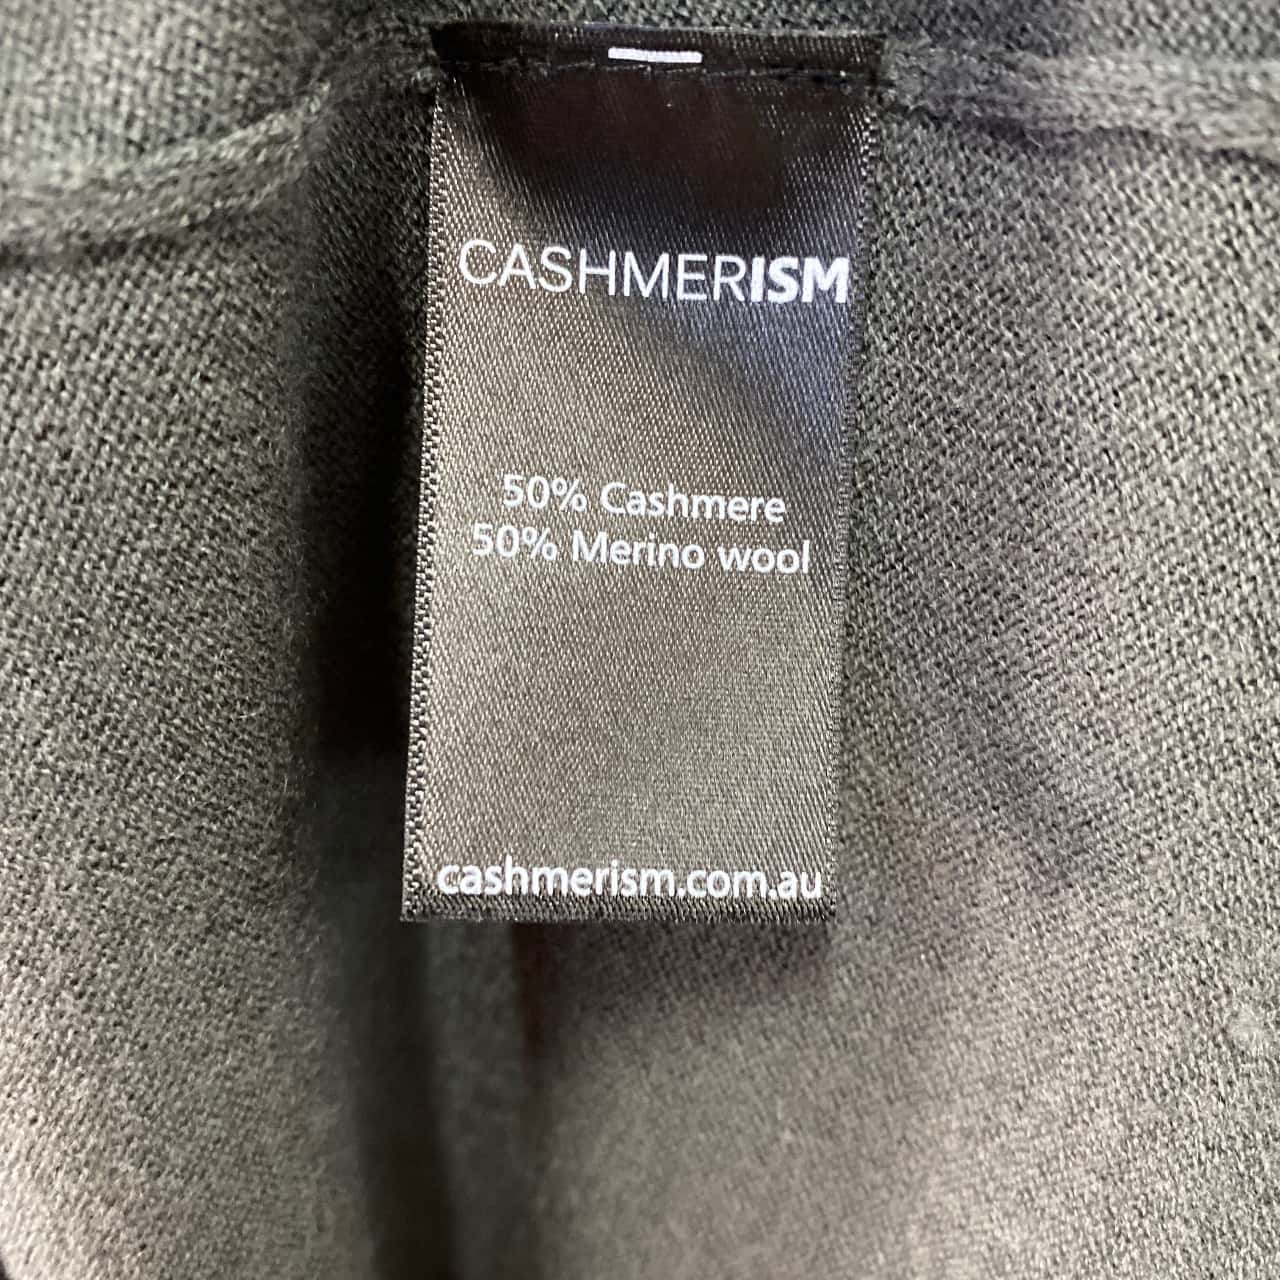 CASHMERISM
50% Cashmere
50% Merino wool
cashmerism.com.au